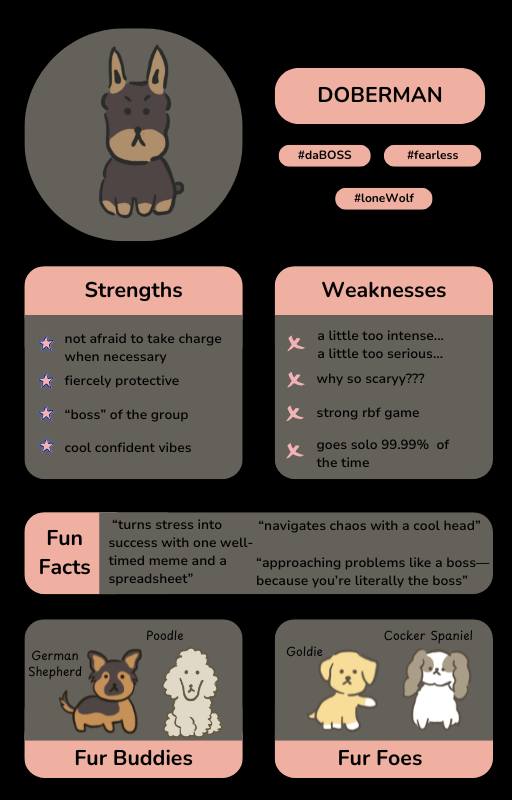 DOBERMAN
#daBOSS
#fearless
#loneWolf
Strengths
not afraid to take charge
when necessary
fiercely protective
“boss” of the group
cool confident vibes
Weaknesses
a little too intense...
a little too serious...
why so scaryy???
strong rbf game
goes solo 99.99% of
the time
Fun
Facts
“turns stress into
success with one well-
timed meme and a
spreadsheet”
“navigates chaos with a cool head”
“approaching problems like a boss—
because you’re literally the boss”
German
Shepherd
Poodle
Fur Buddies
Goldie
Cocker Spaniel
Fur Foes